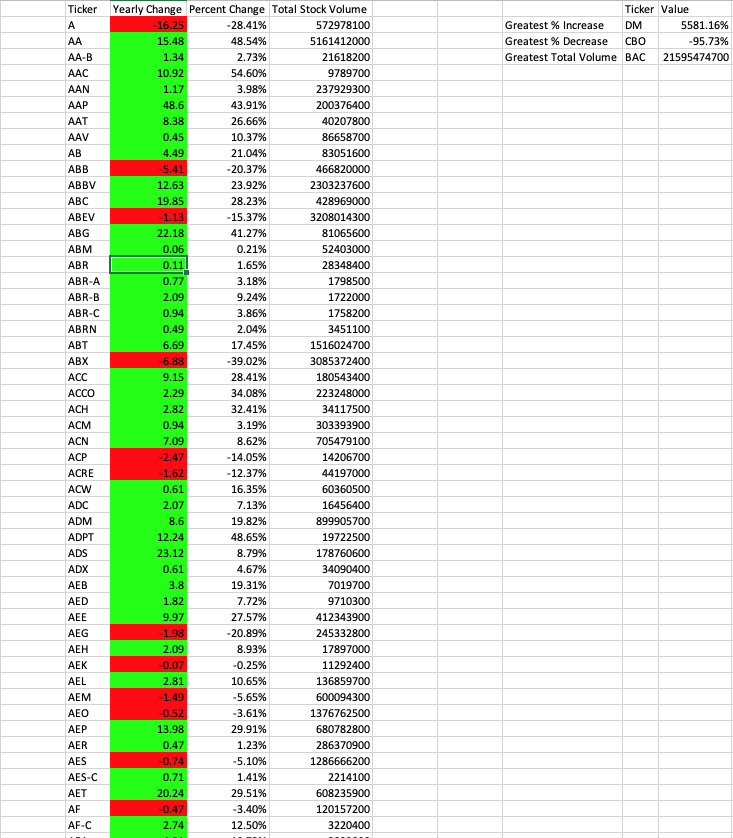 Ticker Yearly Change Percent Change Total Stock Volume Ticker Value
A -16.25 -28.41% 572978100 Greatest % Increase DM 5581.16%
AA 15.48 48.54% 5161412000 Greatest % Decrease CBO -95.73%
AA-B 1.34 2.73% 21618200 Greatest Total Volume BAC 21595474700
AAC 10.92 54.60% 9789700
AAN 1.17 3.98% 237929300
AAP 48.6 43.91% 200376400
AAT 8.38 26.66% 40207800
AAV 0.45 10.37% 86658700
AB 4.49 21.04% 83051600
ABB -5.41 -20.37% 466820000
ABBV 12.63 23.92% 2303237600
ABC 19.85 28.23% 428969000
ABEV -1.13 -15.37% 3208014300
ABG 22.18 41.27% 81065600
ABM 0.06 0.21% 52403000
ABR 0.11 1.65% 28348400
ABR-A 0.77 3.18% 1798500
ABR-B 2.09 9.24% 1722000
ABR-C 0.94 3.86% 1758200
ABRN 0.49 2.04% 3451100
ABT 6.69 17.45% 1516024700
ABX -6.88 -39.02% 3085372400
ACC 9.15 28.41% 180543400
ACCO 2.29 34.08% 223248000
ACH 2.82 32.41% 34117500
ACM 0.94 3.19% 303393900
ACN 7.09 8.62% 705479100
ACP -2.47 -14.05% 14206700
ACRE -1.62 -12.37% 44197000
ACW 0.61 16.35% 60360500
ADC 2.07 7.13% 16456400
ADM 8.6 19.82% 899905700
ADPT 12.24 48.65% 19722500
ADS 23.12 8.79% 178760600
ADX 0.61 4.67% 34090400
AEB 3.8 19.31% 7019700
AED 1.82 7.72% 9710300
AEE 9.97 27.57% 412343900
AEG -1.98 -20.89% 245332800
AEH 2.09 8.93% 17897000
AEK -0.07 -0.25% 11292400
AEL 2.81 10.65% 136859700
AEM -1.49 -5.65% 600094300
AEO -0.52 -3.61% 1376762500
AEP 13.98 29.91% 680782800
AER 0.47 1.23% 286370900
AES -0.74 -5.10% 1286666200
AES-C 0.71 1.41% 2214100
AET 20.24 29.51% 608235900
AF -0.47 -3.40% 120157200
AF-C 2.74 12.50% 3220400